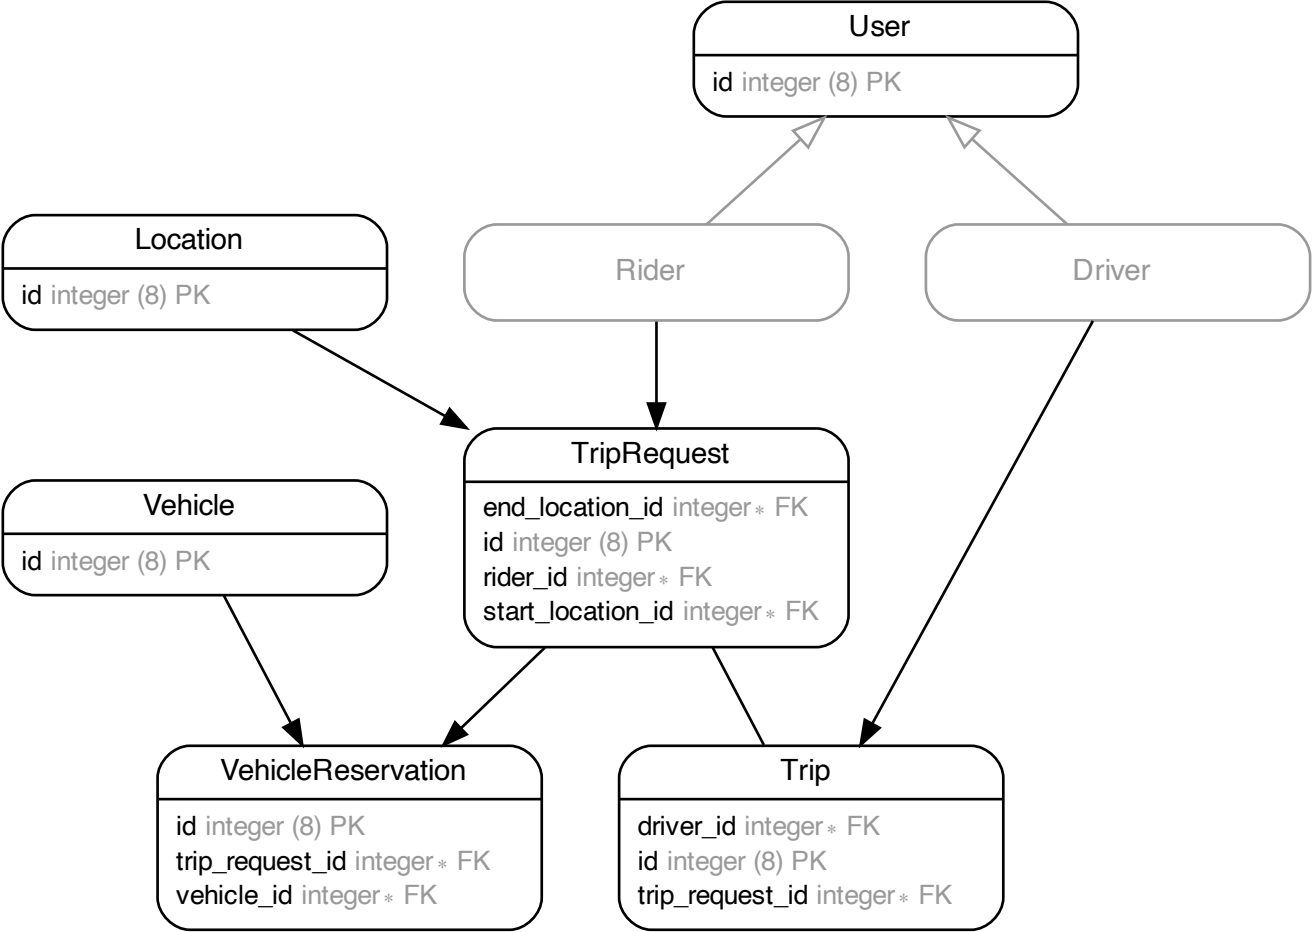 User
id integer (8) PK
Location
id integer (8) PK
Rider
Driver
TripRequest
end_location_id integer* FK
id integer (8) PK
rider_id integer* FK
start_location_id integer* FK
Vehicle
id integer (8) PK
VehicleReservation
id integer (8) PK
trip_request_id integer* FK
vehicle_id integer* FK
Trip
driver_id integer* FK
id integer (8) PK
trip_request_id integer* FK